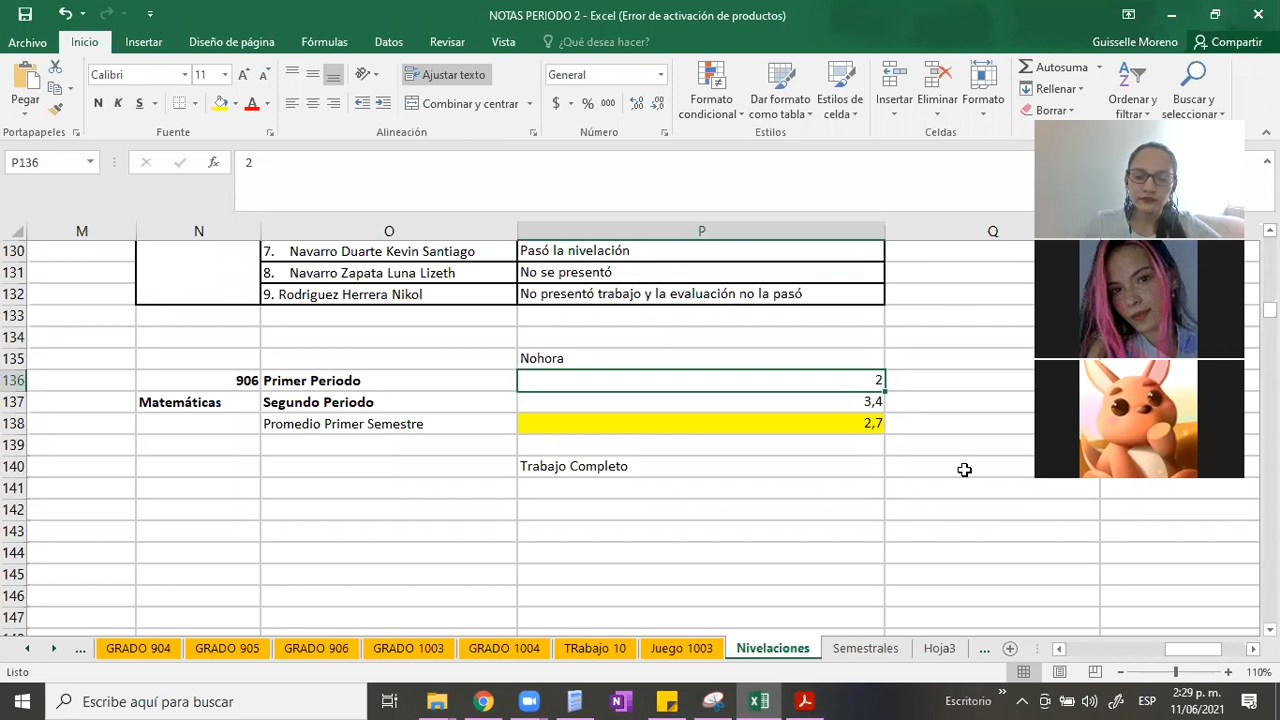 NOTAS PERIODO 2 - Excel (Error de activación de productos)
Archivo Inicio Insertar Diseño de página Fórmulas Datos Revisar Vista ¿Qué desea hacer? Guisselle Moreno Compartir
Calibri 11 Ajustar texto General Autosuma
Pegar Rellenar
N K S Combinar y centrar $ % 000 Borrar
Formato condicional Dar formato como tabla Estilos de celda Insertar Eliminar Formato Ordenar y filtrar Buscar y seleccionar
Portapapeles Fuente Alineación Número Estilos Celdas
P136 fx 2
M N O P Q
130 7. Navarro Duarte Kevin Santiago Pasó la nivelación
131 8. Navarro Zapata Luna Lizeth No se presentó
132 9. Rodriguez Herrera Nikol No presentó trabajo y la evaluación no la pasó
133
134
135 Nohora
136 906 Primer Periodo 2
137 Matemáticas Segundo Periodo 3,4
138 Promedio Primer Semestre 2,7
139
140 Trabajo Completo
141
142
143
144
145
146
147
... GRADO 904 GRADO 905 GRADO 906 GRADO 1003 GRADO 1004 TRabajo 10 Juego 1003 Nivelaciones Semestrales Hoja3 ...
Listo 110%
Escribe aquí para buscar Escritorio ESP 2:29 p. m.
11/06/2021